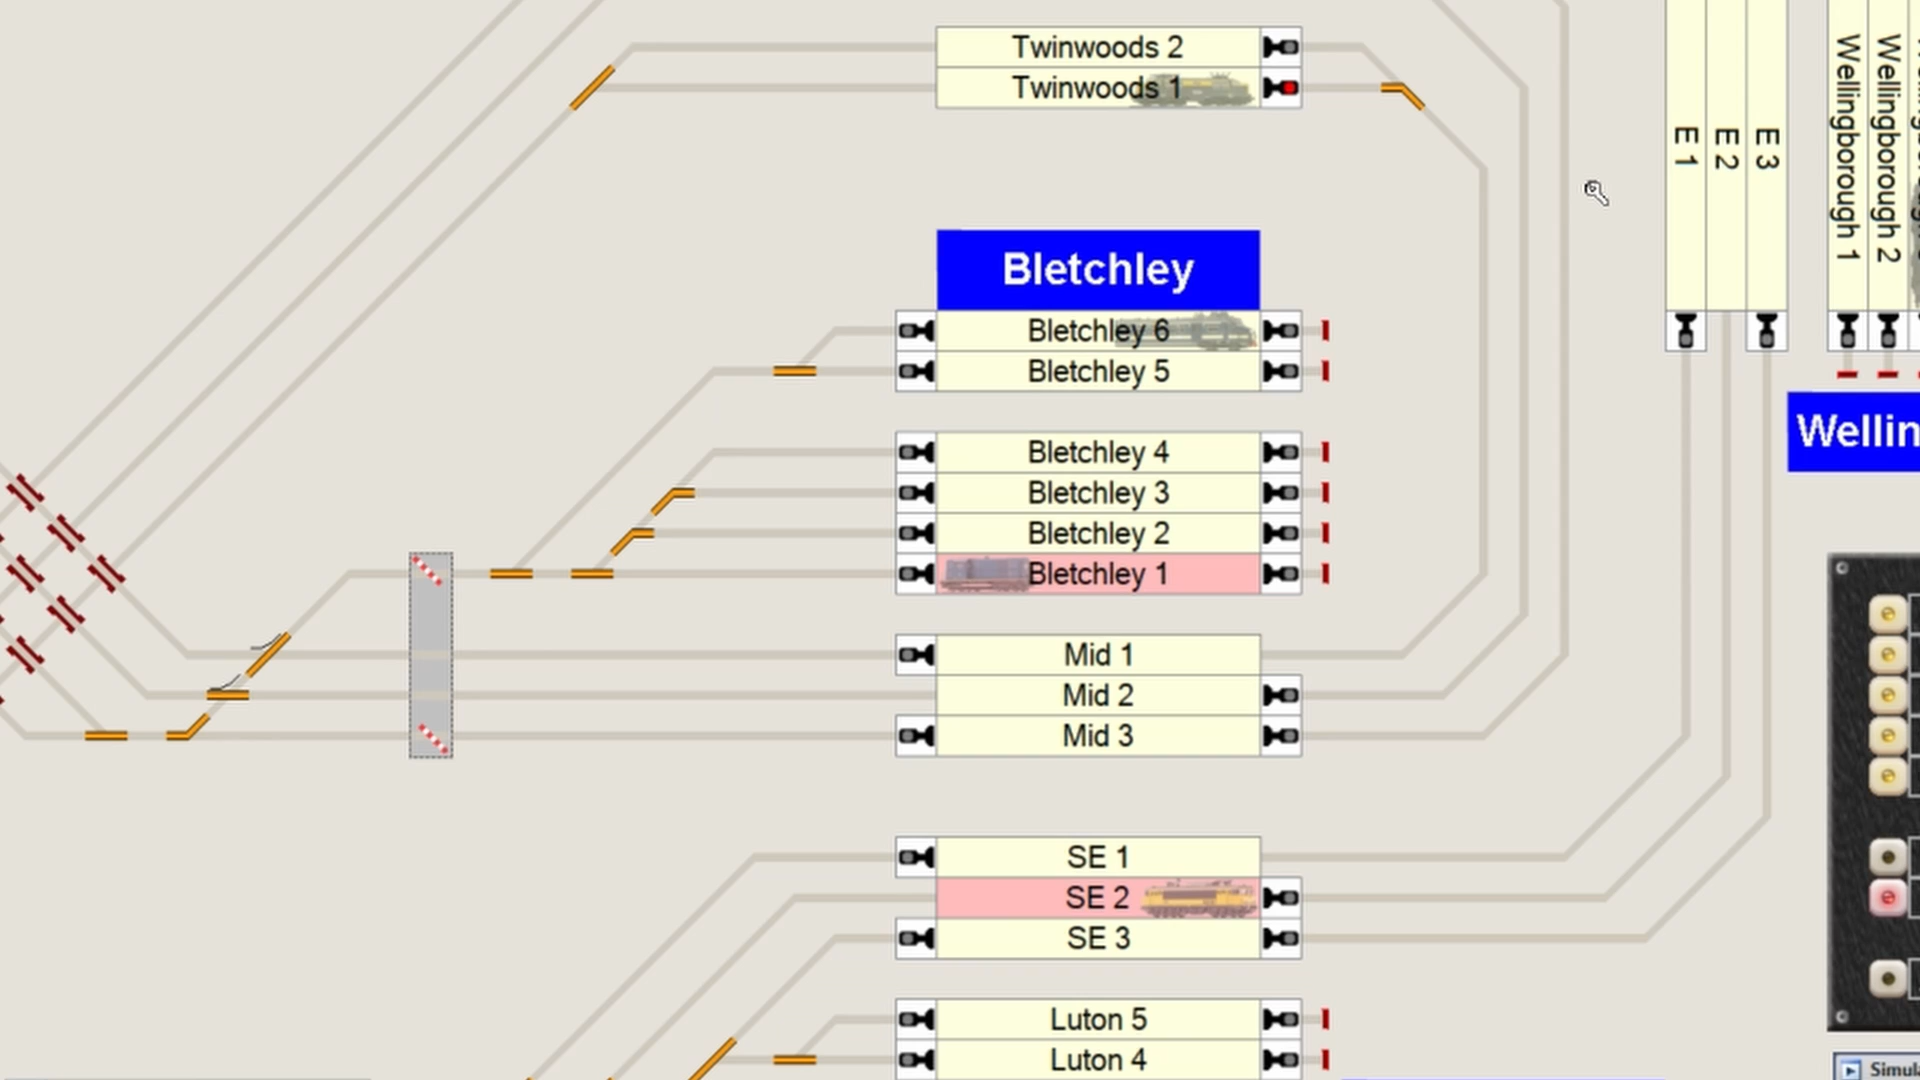 Twinwoods 2
Twinwoods 1
E 1
E 2
E 3
Wellingborough 1
Wellingborough 2
Bletchley
Bletchley 6
Bletchley 5
Bletchley 4
Bletchley 3
Bletchley 2
Bletchley 1
Wellin
Mid 1
Mid 2
Mid 3
SE 1
SE 2
SE 3
Luton 5
Luton 4
Simula